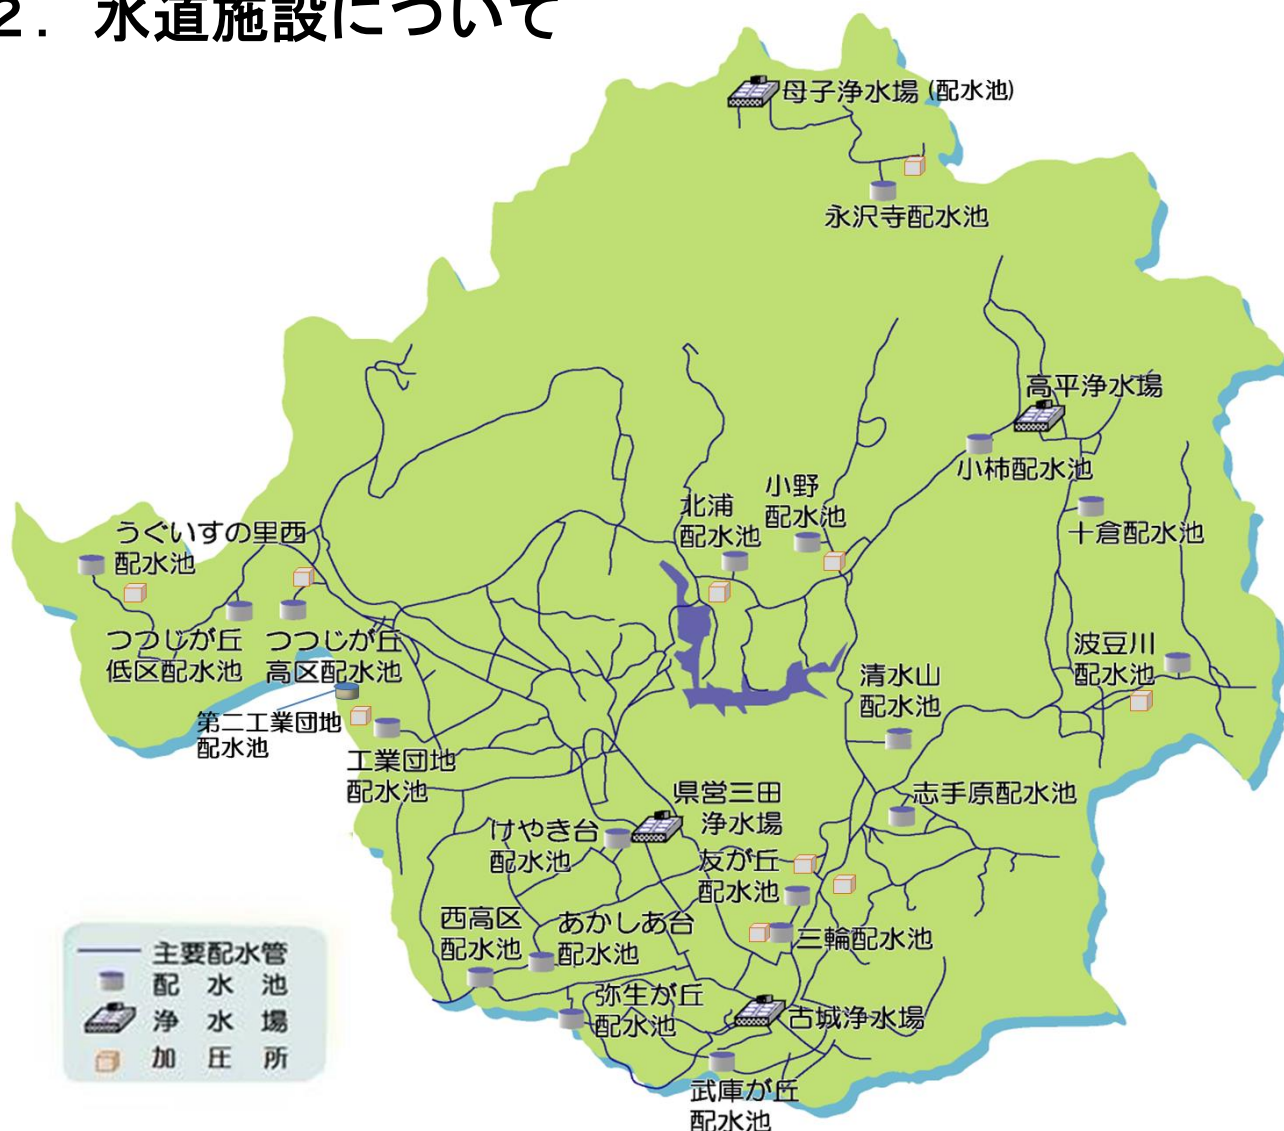 ２．水道施設について
母子浄水場 (配水池)
永沢寺配水池
高平浄水場
小柿配水池
十倉配水池
小野
配水池
北浦
配水池
うぐいすの里西
配水池
つつじが丘
低区配水池
つつじが丘
高区配水池
第二工業団地
配水池
工業団地
配水池
波豆川
配水池
清水山
配水池
志手原配水池
県営三田
浄水場
けやき台
配水池
友が丘
配水池
三輪配水池
西高区
配水池
あかしあ台
配水池
弥生が丘
配水池
古城浄水場
武庫が丘
配水池
主要配水管
配水池
浄水場
加圧所